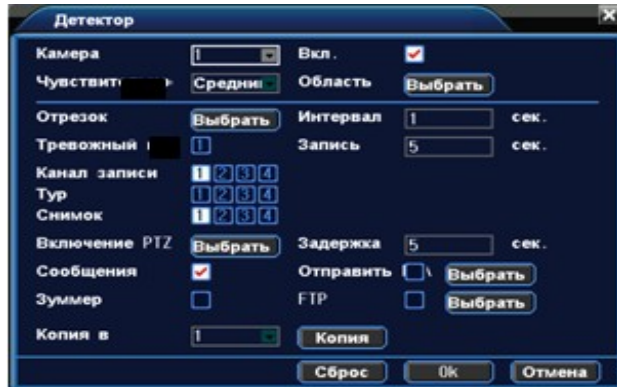 Детектор
Камера 1 Вкл.
Средний Область Выбрать
Отрезок Выбрать Интервал 1 сек.
Тревожный 1 Запись 5 сек.
Канал записи 1 2 3 4
Тур 1 2 3 4
Снимок 1 2 3 4
Включение PTZ Выбрать Задержка 5 сек.
Сообщения Отправить Выбрать
Зуммер FTP Выбрать
Копия в 1 Копия
Сброс Ok Отмена